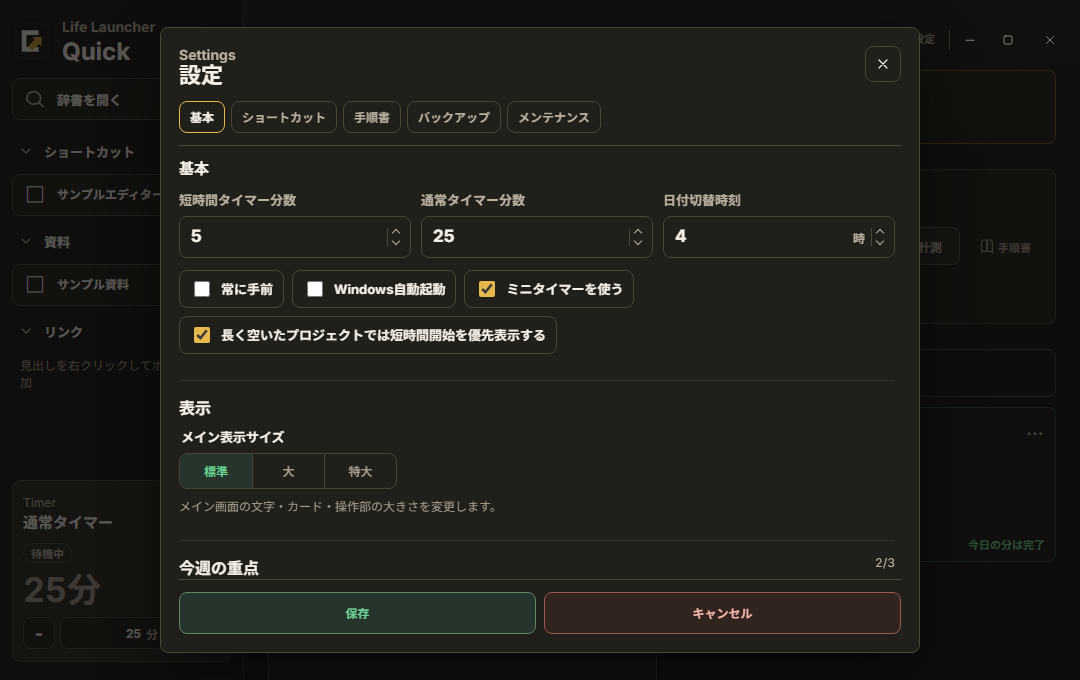 Life Launcher
Quick
辞書を開く
ショートカット
サンプルエディター
資料
サンプル資料
リンク
見出しを右クリックして
加
Timer
通常タイマー
待機中
25分
-
25 分
Settings
設定
基本
ショートカット
手順書
バックアップ
メンテナンス
基本
短時間タイマー分数
通常タイマー分数
日付切替時刻
5
25
4
時
常に手前
Windows自動起動
ミニタイマーを使う
長く空いたプロジェクトでは短時間開始を優先表示する
表示
メイン表示サイズ
標準
大
特大
メイン画面の文字・カード・操作部の大きさを変更します。
今週の重点
2/3
保存
キャンセル
定
計測
手順書
今日の分は完了